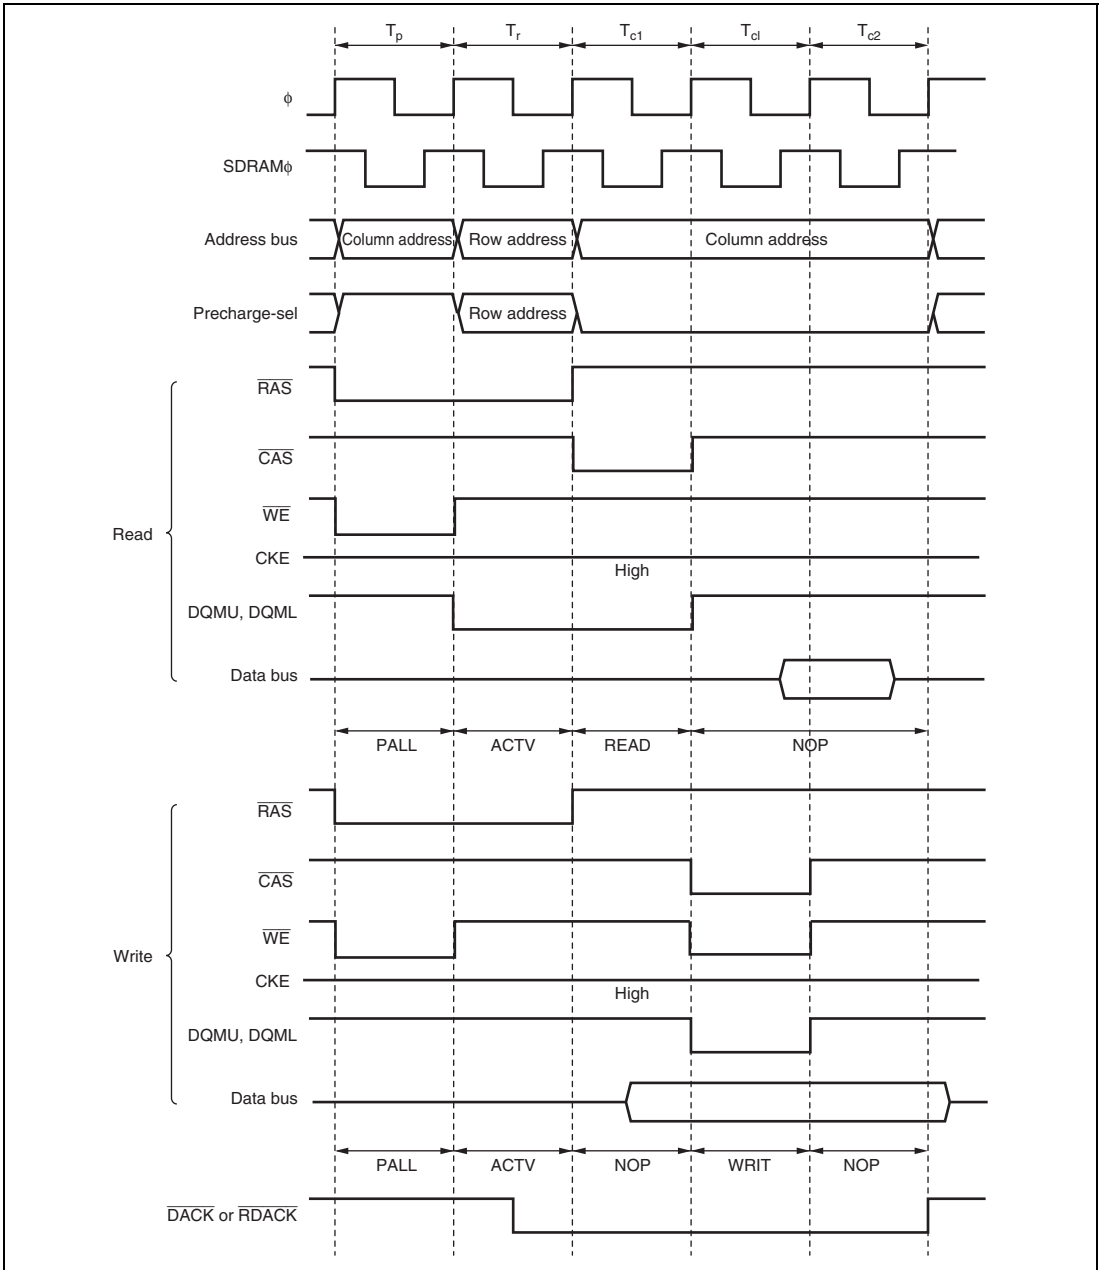 Tp Tr Tc1 Tcl Tc2
ϕ
SDRAMϕ
Address bus Column address Row address Column address
Precharge-sel Row address
RAS
CAS
WE
Read
CKE
High
DQMU, DQML
Data bus
PALL ACTV READ NOP
RAS
CAS
WE
Write
CKE
High
DQMU, DQML
Data bus
PALL ACTV NOP WRIT NOP
DACK or RDACK